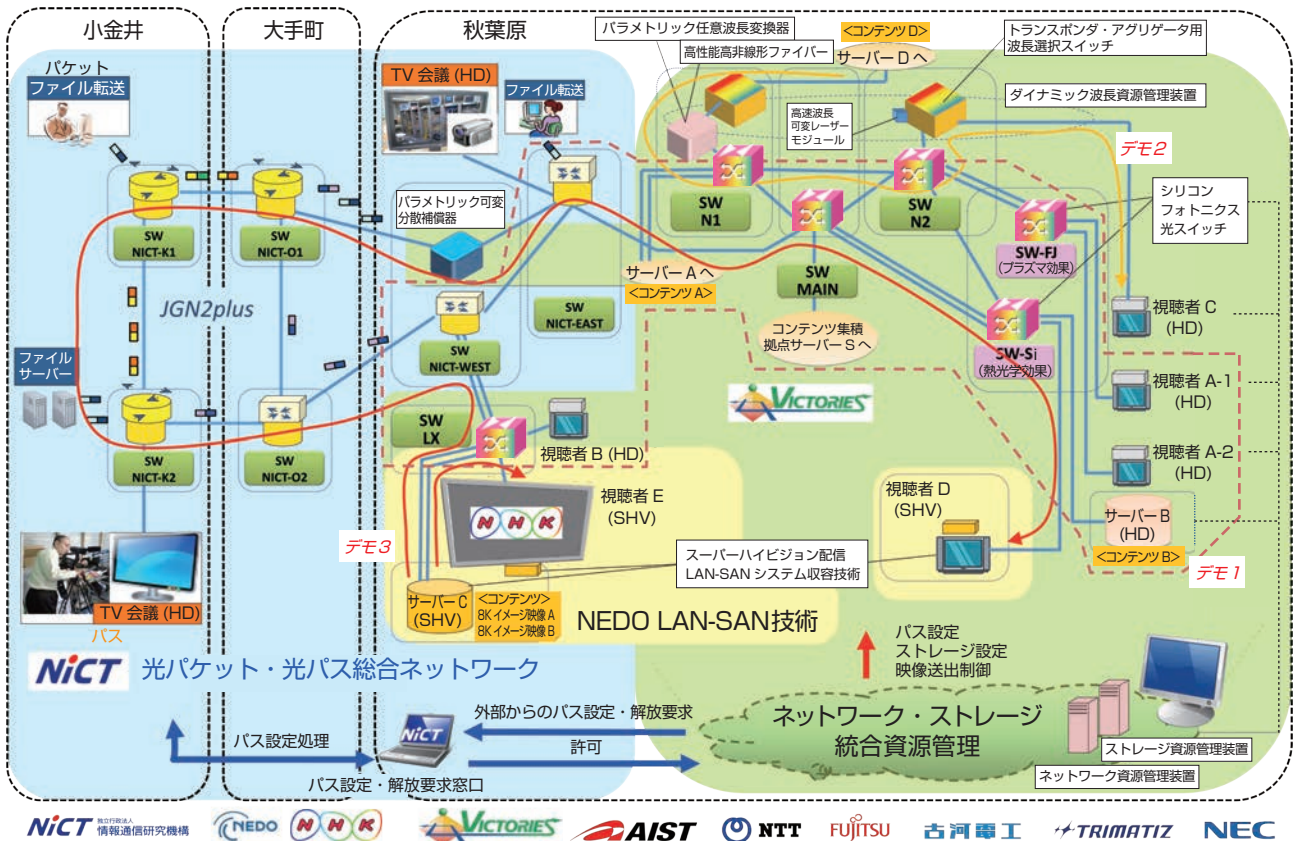 小金井
大手町
秋葉原
パケット
ファイル転送
TV 会議 (HD)
ファイル転送
パラメトリック任意波長変換器
高性能高非線形ファイバー
<コンテンツD>
サーバー D へ
トランスポンダ・アグリゲータ用
波長選択スイッチ
高速波長
可変レーザー
モジュール
ダイナミック波長資源管理装置
デモ2
シリコン
フォトニクス
光スイッチ
SW
NICT-K1
SW
NICT-O1
パラメトリック可変
分散補償器
SW
N1
SW
N2
SW-FJ
(プラズマ効果)
サーバー A へ
<コンテンツ A>
SW
MAIN
コンテンツ集積
拠点サーバー S へ
SW-Si
(熱光学効果)
視聴者 C
(HD)
JGN2plus
SW
NICT-EAST
SW
NICT-WEST
ファイル
サーバー
SW
NICT-K2
SW
NICT-O2
SW
LX
視聴者 B (HD)
VICTORIES
視聴者 A-1
(HD)
視聴者 A-2
(HD)
NHK
視聴者 E
(SHV)
視聴者 D
(SHV)
サーバー B
(HD)
<コンテンツ B>
デモ1
デモ3
スーパーハイビジョン配信
LAN-SAN システム収容技術
サーバー C
(SHV)
<コンテンツ>
8K イメージ映像 A
8K イメージ映像 B
NEDO LAN-SAN技術
TV 会議 (HD)
パス
NiCT 光パケット・光パス総合ネットワーク
パス設定
ストレージ設定
映像送出制御
パス設定処理
NiCT
外部からのパス設定・解放要求
許可
パス設定・解放要求窓口
ネットワーク・ストレージ
統合資源管理
ストレージ資源管理装置
ネットワーク資源管理装置
NiCT 独立行政法人 情報通信研究機構 NEDO NHK VICTORIES AIST NTT FUJITSU 古河電工 TRIMATIZ NEC